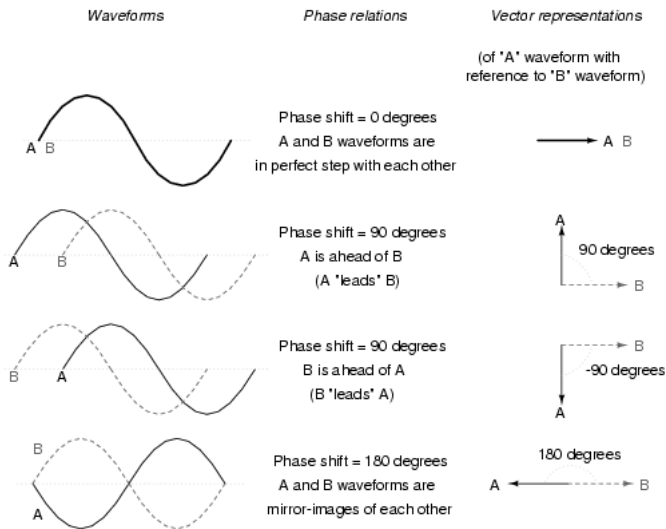 Waveforms Phase relations Vector representations
(of "A" waveform with
reference to "B" waveform)
Phase shift = 0 degrees
A B A and B waveforms are A B
in perfect step with each other
A
Phase shift = 90 degrees
90 degrees
A B A is ahead of B
(A "leads" B) B
Phase shift = 90 degrees B
B A B is ahead of A -90 degrees
(B "leads" A)
A
B
Phase shift = 180 degrees 180 degrees
A and B waveforms are A B
A
mirror-images of each other